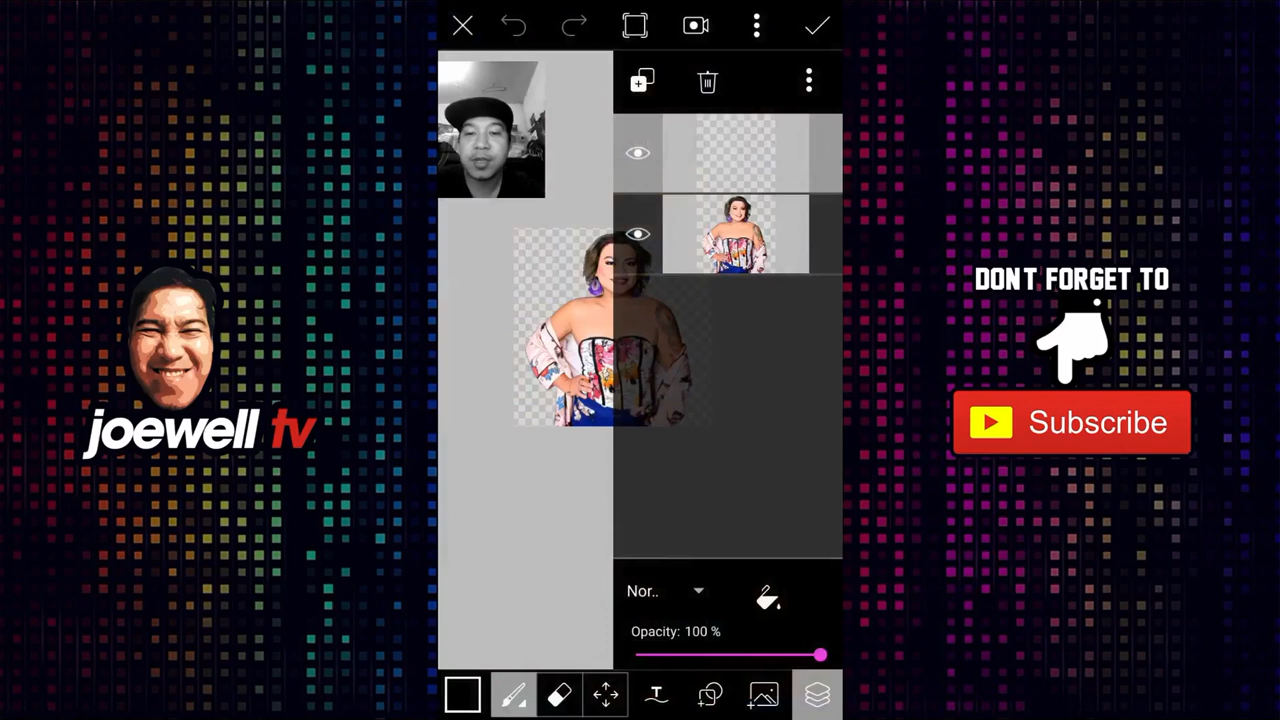 joewell tv
Nor..
Opacity: 100 %
DONT FORGET TO
Subscribe